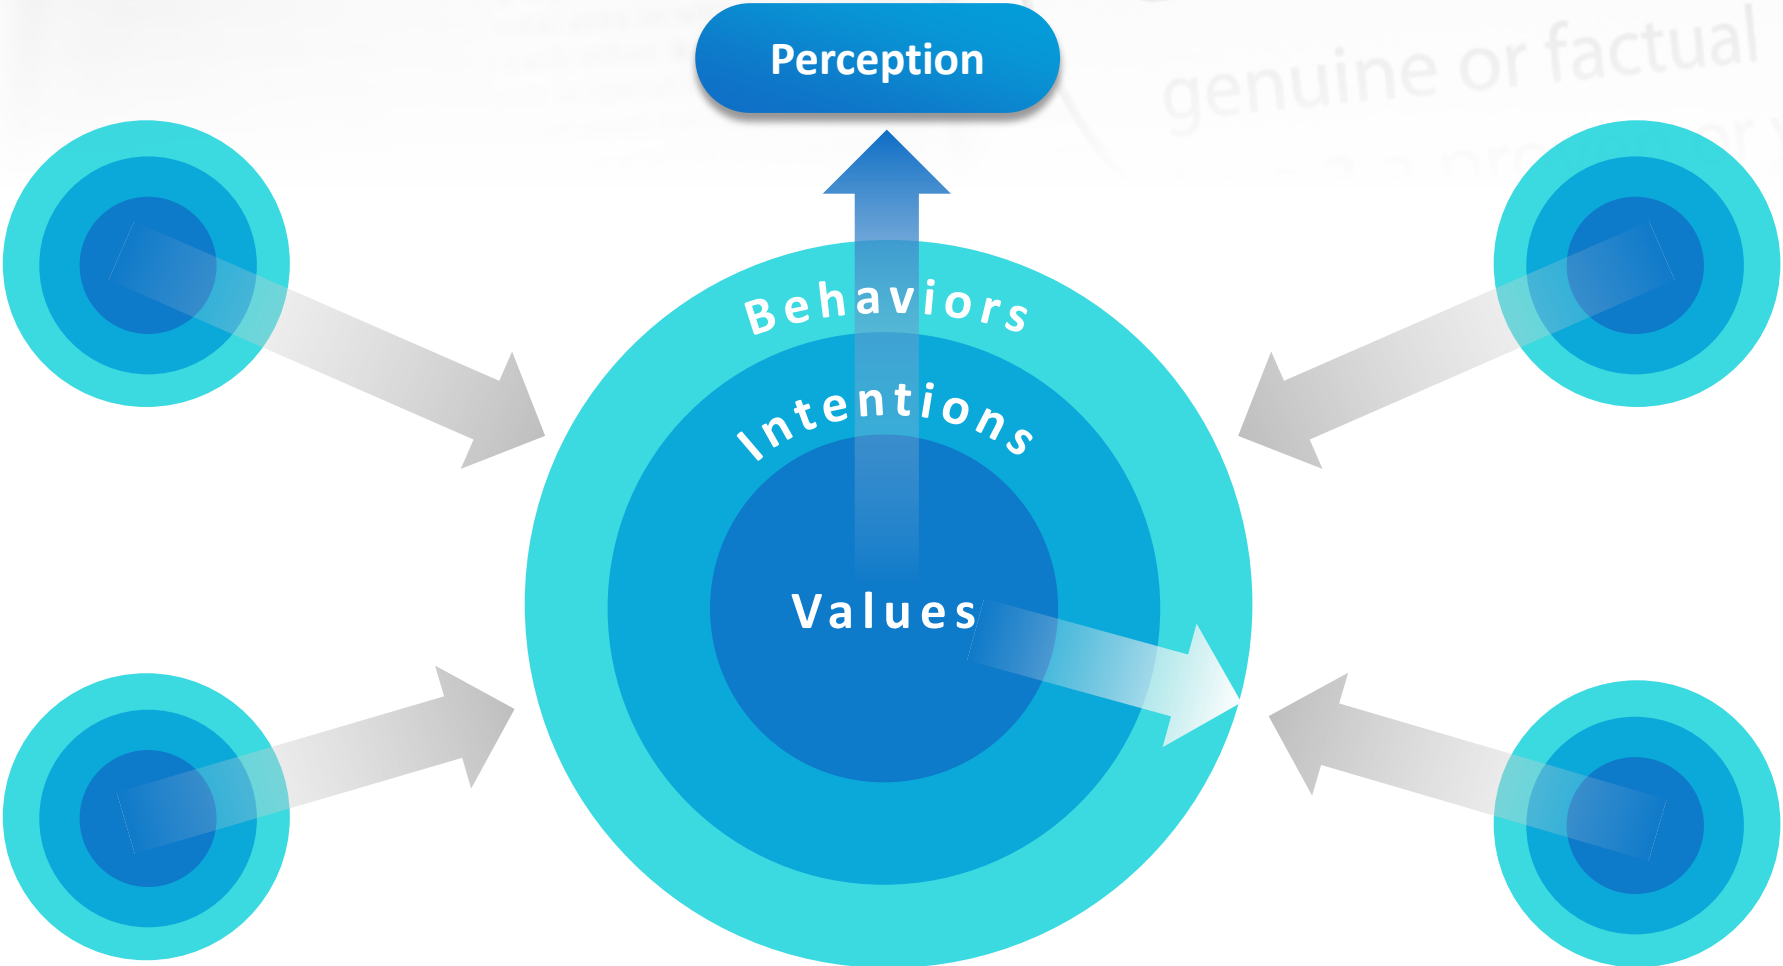 Perception
genuine or factual
Behaviors
Intentions
Values